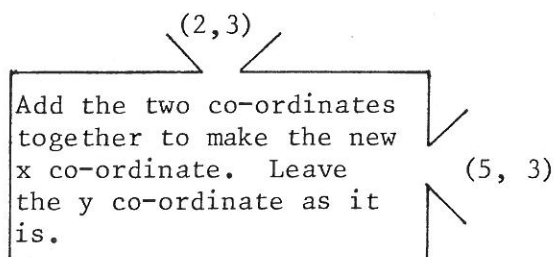 (2,3)
Add the two co-ordinates
together to make the new
x co-ordinate. Leave
the y co-ordinate as it
is.
(5, 3)